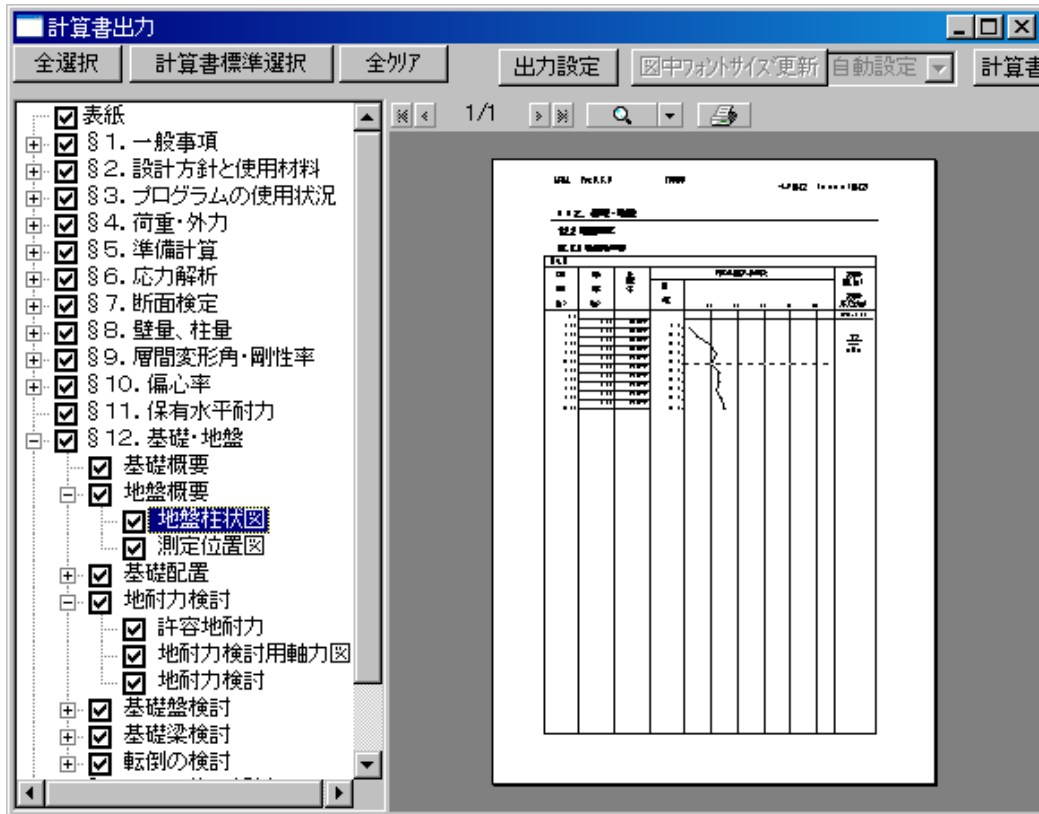 計算書出力
全選択 計算書標準選択 全ｸﾘｱ 出力設定 図中ﾌｫﾝﾄｻｲｽﾞ更新 自動設定 計算書
1/1
表紙
§1. 一般事項
§2. 設計方針と使用材料
§3. プログラムの使用状況
§4. 荷重・外力
§5. 準備計算
§6. 応力解析
§7. 断面検定
§8. 壁量、柱量
§9. 層間変形角・剛性率
§10. 偏心率
§11. 保有水平耐力
§12. 基礎・地盤
基礎概要
地盤概要
地盤柱状図
測定位置図
基礎配置
地耐力検討
許容地耐力
地耐力検討用軸力図
地耐力検討
基礎盤検討
基礎梁検討
転倒の検討